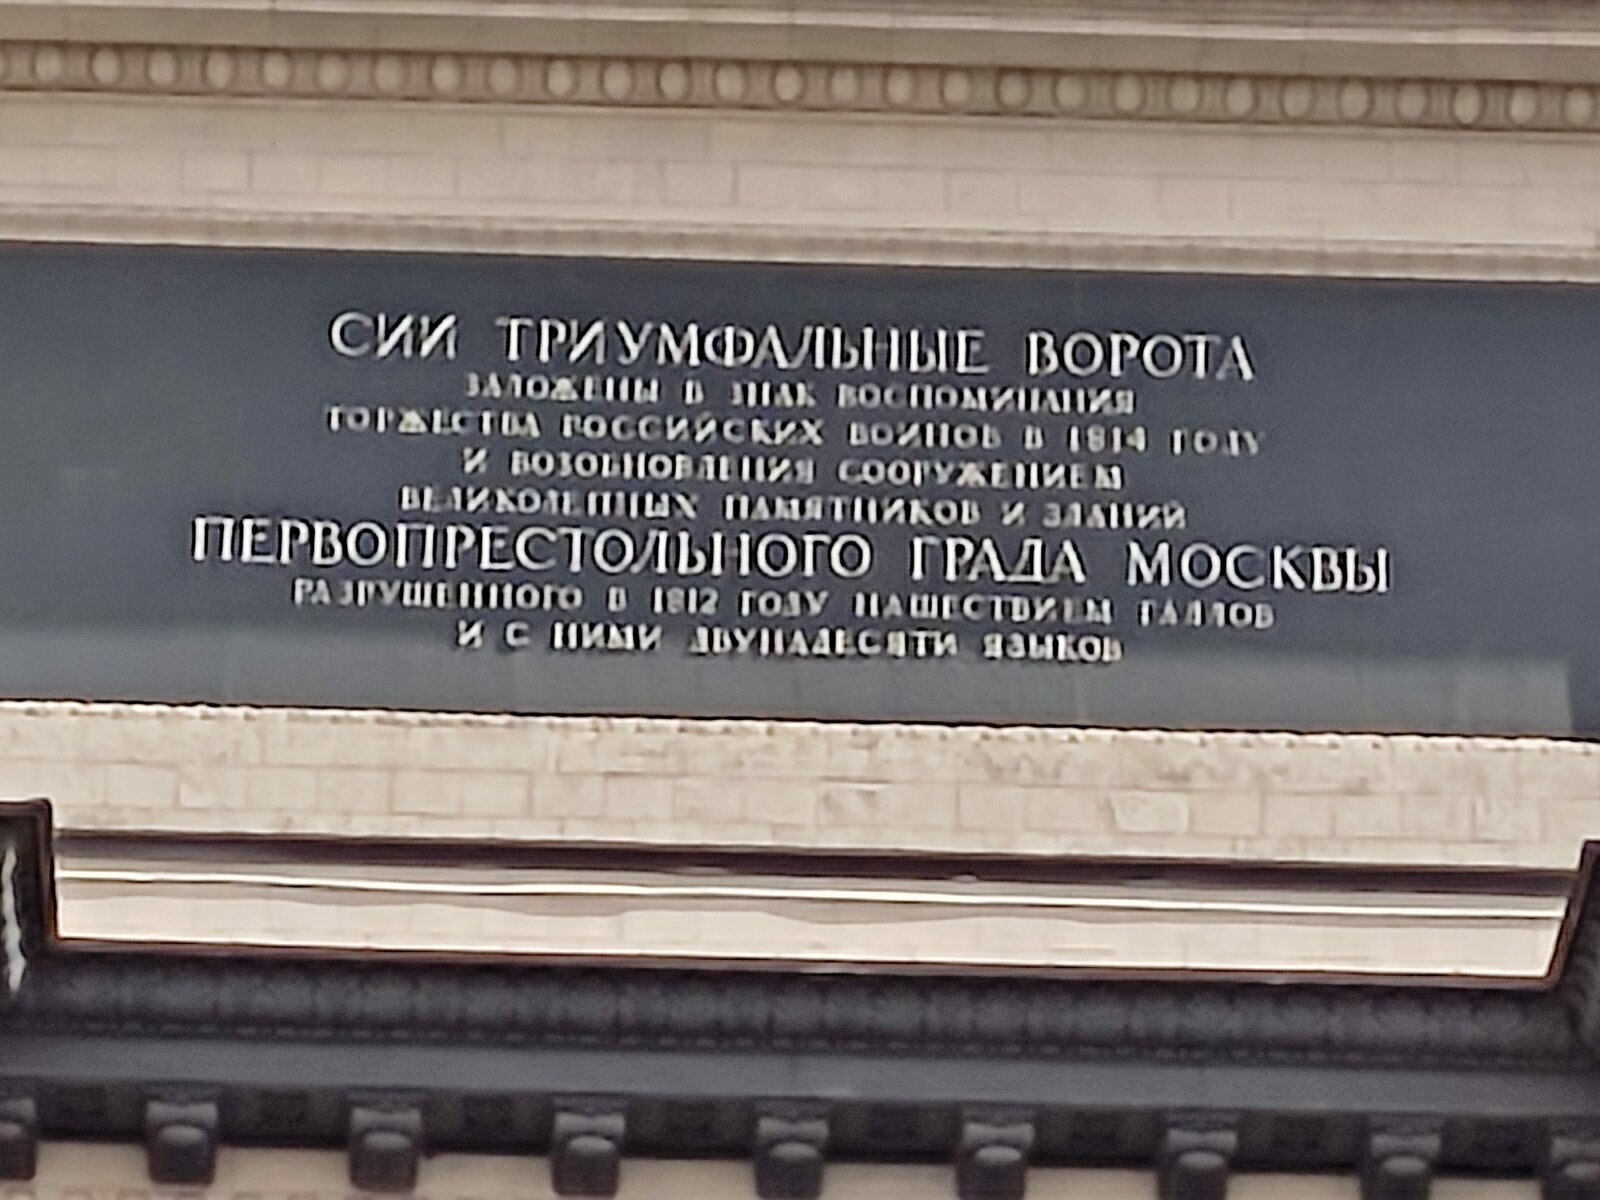 СИИ ТРИУМФАЛЬНЫЕ ВОРОТА
ЗАЛОЖЕНЫ В ЗНАК ВОСПОМИНАНИЯ
ТОРЖЕСТВА РОССИЙСКИХ ВОИНОВ В 1814 ГОДУ
И ВОЗОБНОВЛЕНИЯ СООРУЖЕНИЕМ
ВЕЛИКОЛЕПНЫХ ПАМЯТНИКОВ И ЗДАНИЙ
ПЕРВОПРЕСТОЛЬНОГО ГРАДА МОСКВЫ
РАЗРУШЕННОГО В 1812 ГОДУ НАШЕСТВИЕМ ГАЛЛОВ
И С НИМИ ДВУНАДЕСЯТИ ЯЗЫКОВ